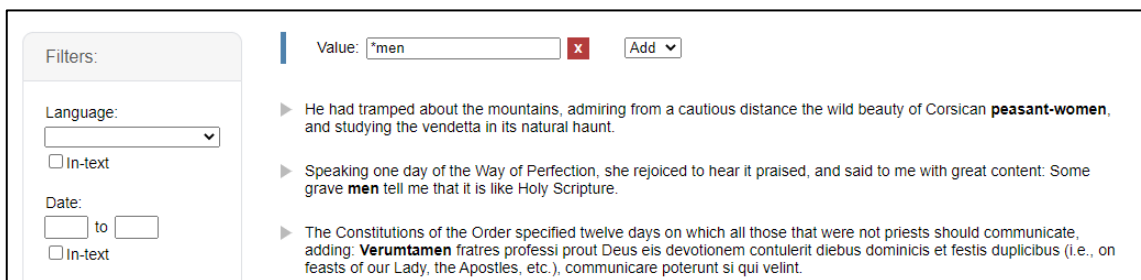 Filters:
Value: *men x Add
Language:
In-text
Date:
to
In-text
He had tramped about the mountains, admiring from a cautious distance the wild beauty of Corsican peasant-women,
and studying the vendetta in its natural haunt.
Speaking one day of the Way of Perfection, she rejoiced to hear it praised, and said to me with great content: Some
grave men tell me that it is like Holy Scripture.
The Constitutions of the Order specified twelve days on which all those that were not priests should communicate,
adding: Verumtamen fratres professi prout Deus eis devotionem contulerit diebus dominicis et festis duplicibus (i.e., on
feasts of our Lady, the Apostles, etc.), communicare poterunt si qui velint.